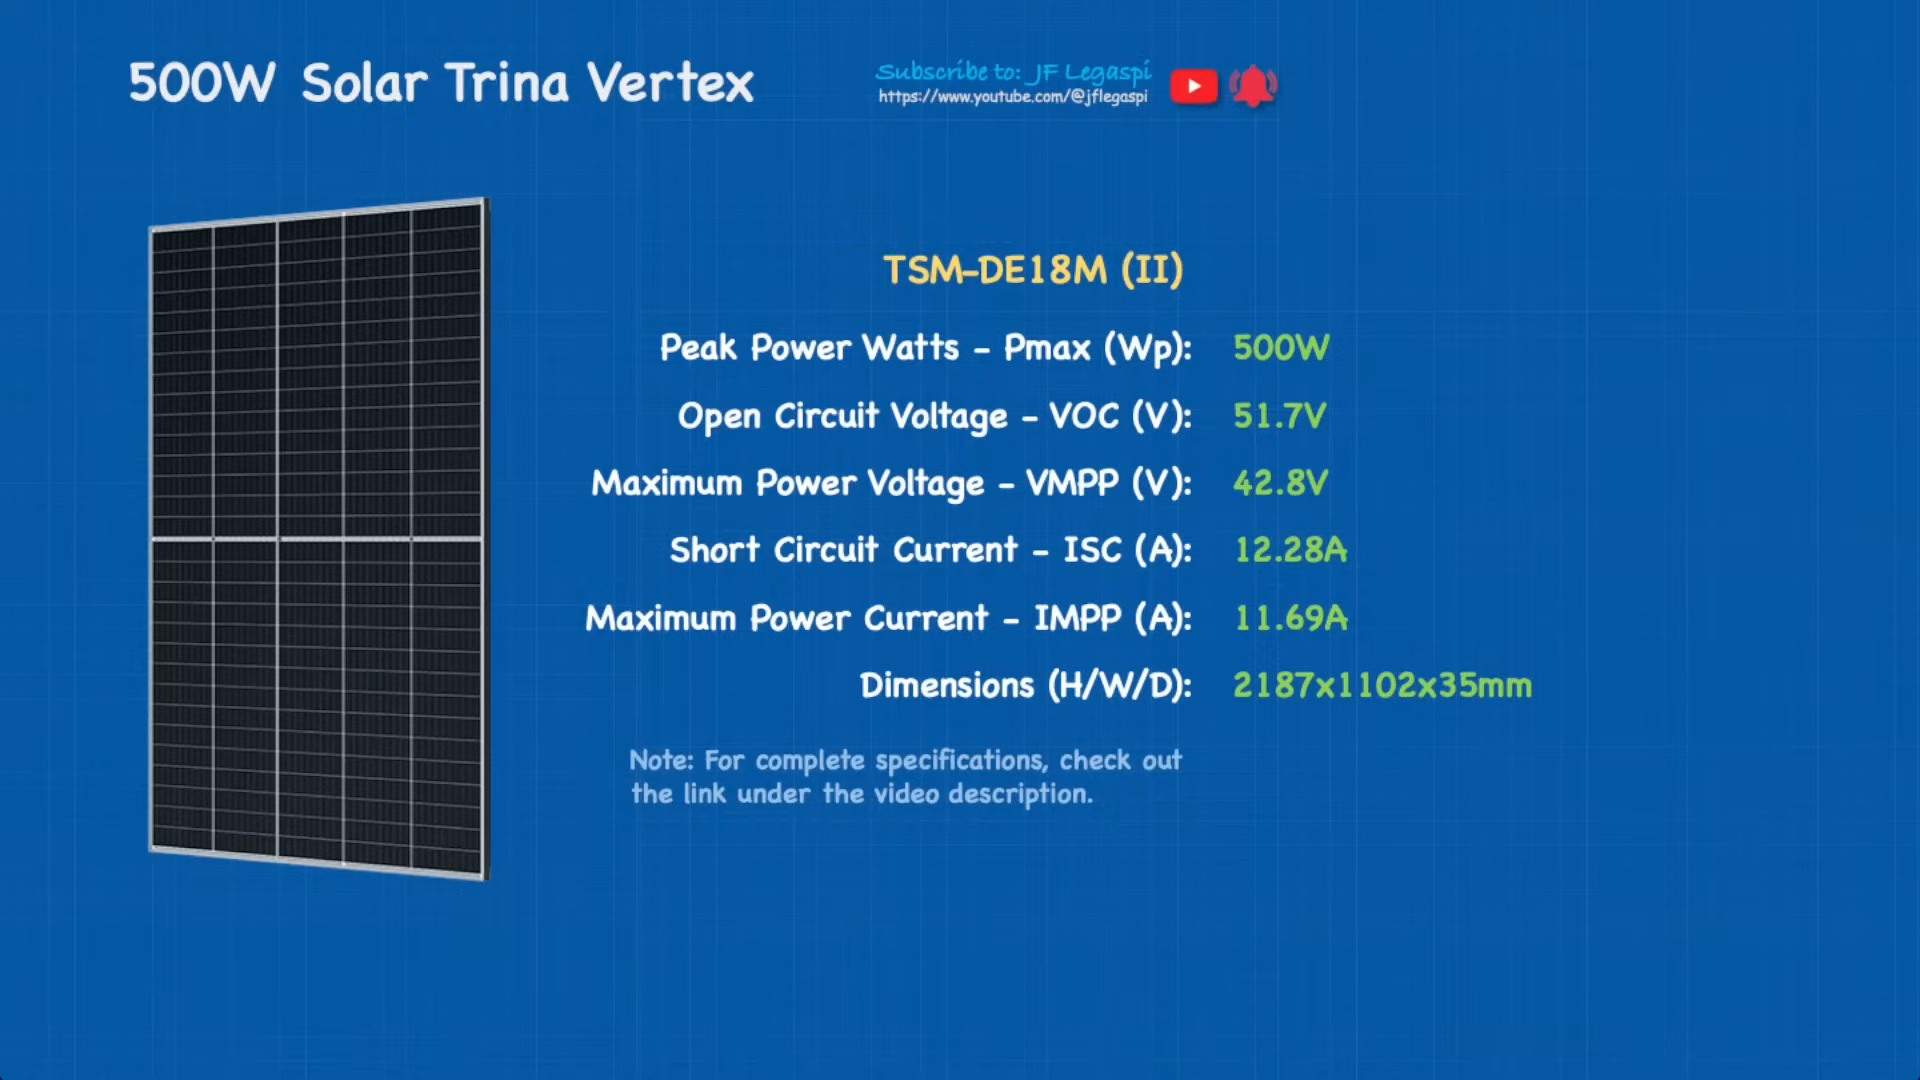 500W Solar Trina Vertex
Subscribe to: JF Legaspi
https://www.youtube.com/@jflegaspi
TSM-DE18M (II)
Peak Power Watts - Pmax (Wp): 500W
Open Circuit Voltage - VOC (V): 51.7V
Maximum Power Voltage - VMPP (V): 42.8V
Short Circuit Current - ISC (A): 12.28A
Maximum Power Current - IMPP (A): 11.69A
Dimensions (H/W/D): 2187x1102x35mm
Note: For complete specifications, check out
the link under the video description.